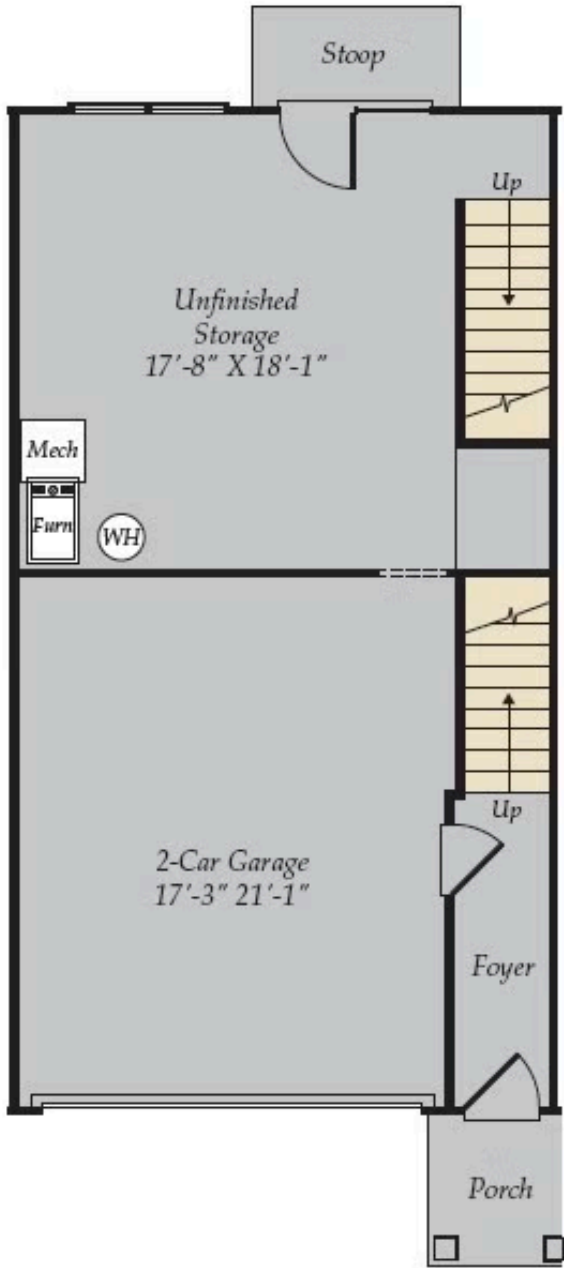 Stoop
Up
Unfinished
Storage
17'-8" X 18'-1"
Mech
Furn
WH
Up
2-Car Garage
17'-3" 21'-1"
Foyer
Porch